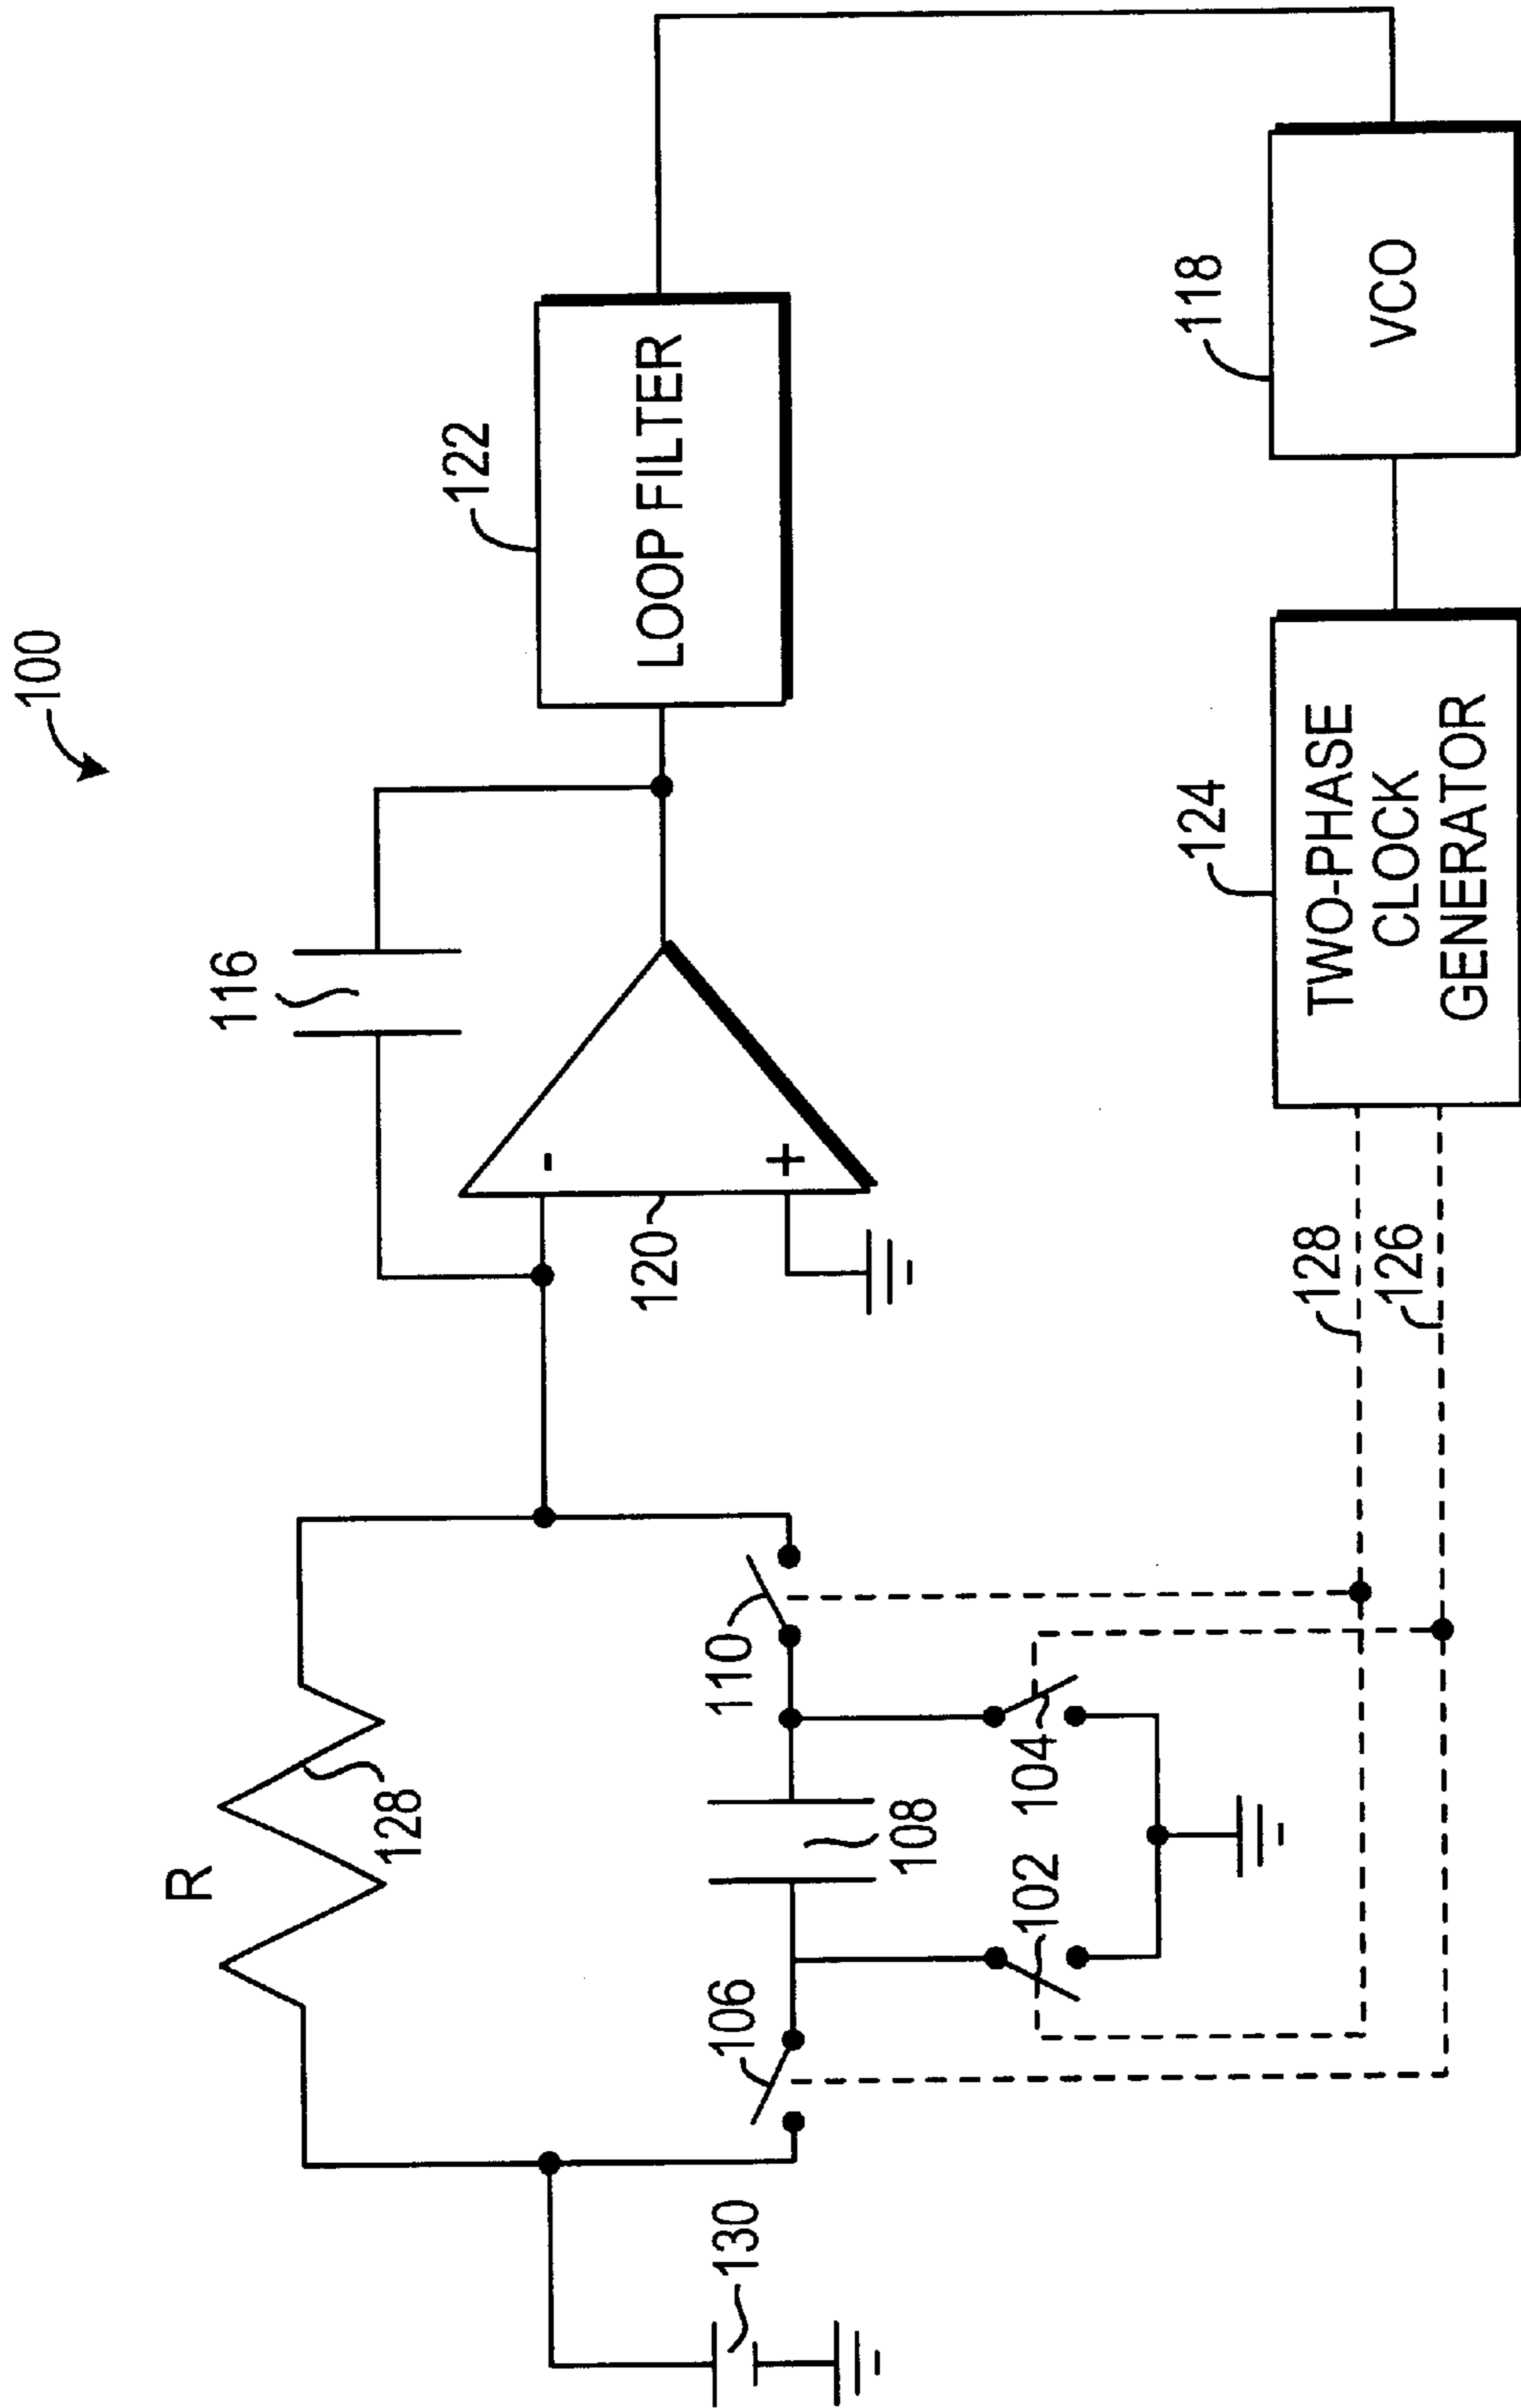 100
R
128
116
122
LOOP FILTER
-
+
120
106
110
108
102
104
130
128
126
124
TWO-PHASE
CLOCK
GENERATOR
118
VCO